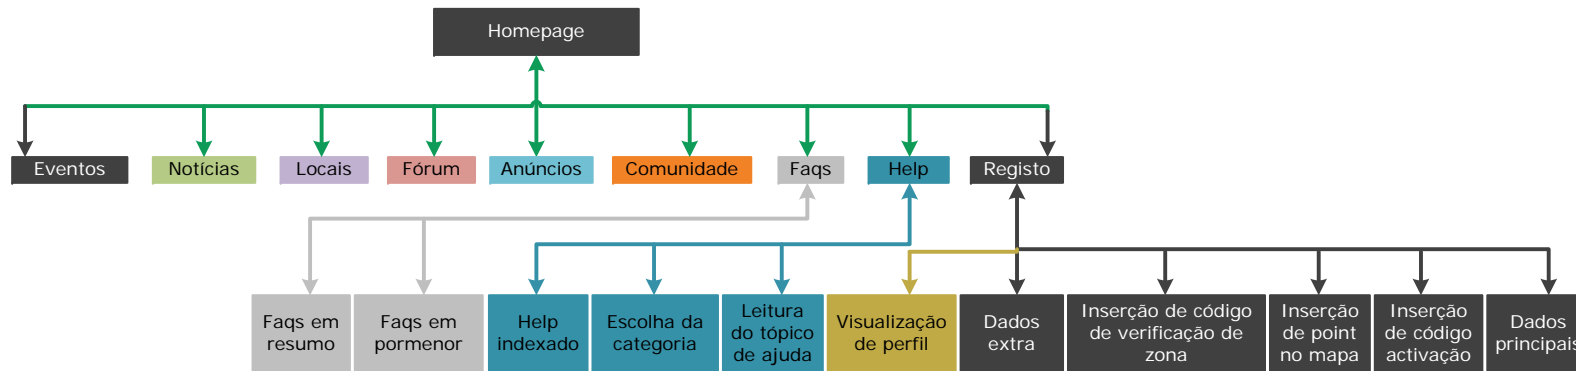 Homepage
Eventos
Notícias
Locais
Fórum
Anúncios
Comunidade
Faqs
Help
Registo
Faqs em
resumo
Faqs em
pormenor
Help
indexado
Escolha da
categoria
Leitura
do tópico
de ajuda
Visualização
de perfil
Dados
extra
Inserção de código
de verificação de
zona
Inserção
de point
no mapa
Inserção
de código
activação
Dados
principais